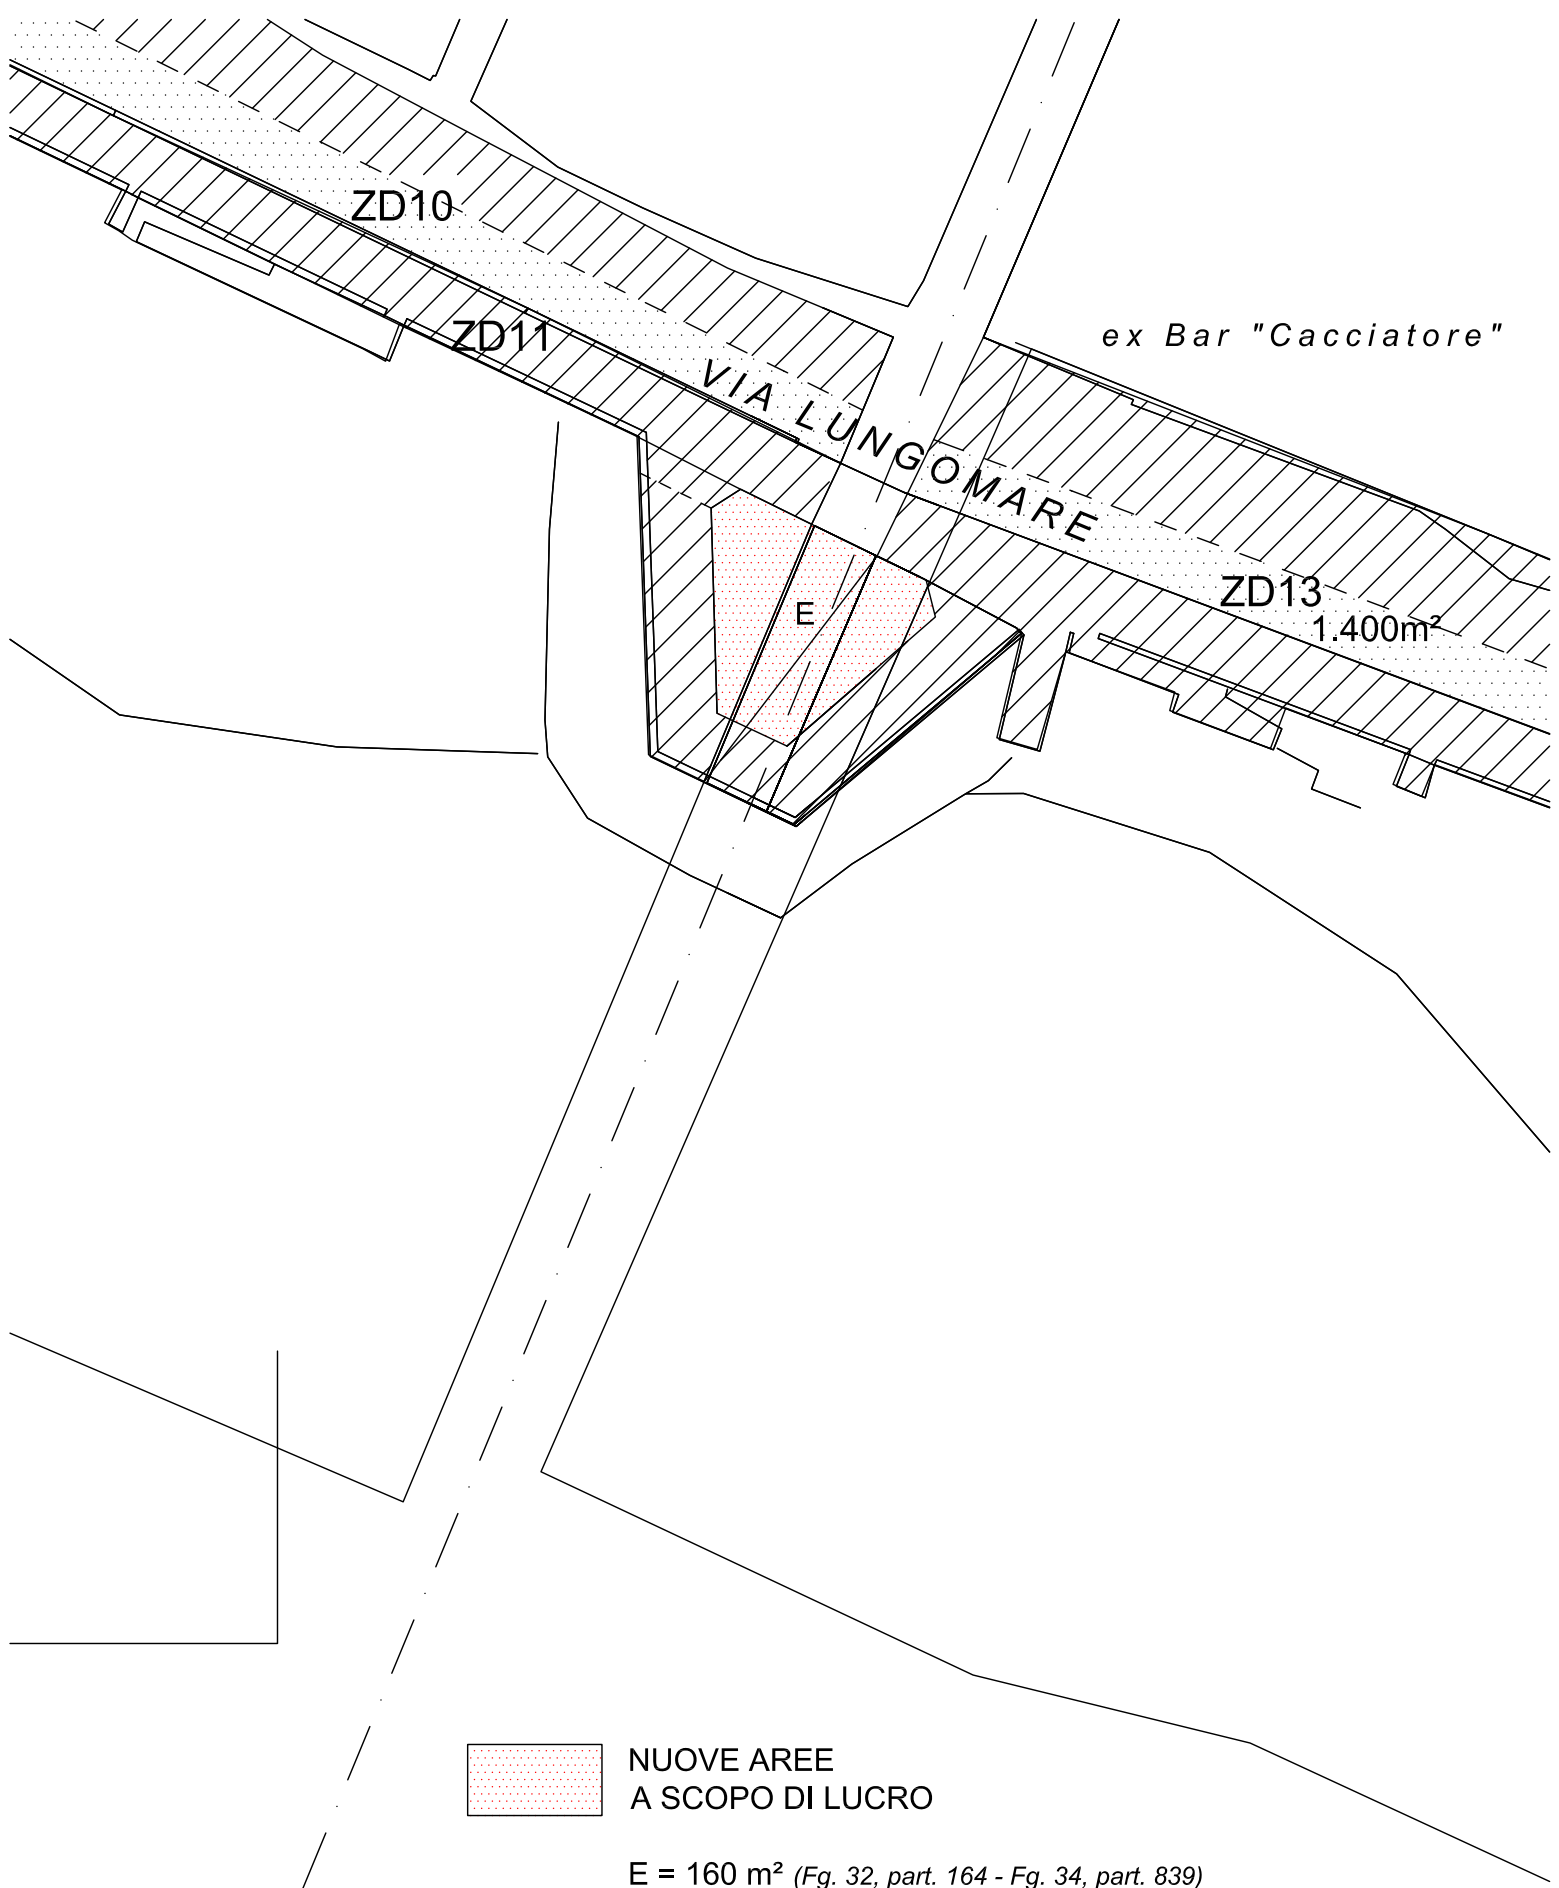 ZD10
ZD11
ex Bar "Cacciatore"
VIA LUNGOMARE
ZD13
1.400m²
E
NUOVE AREE
A SCOPO DI LUCRO
E = 160 m² (Fg. 32, part. 164 - Fg. 34, part. 839)